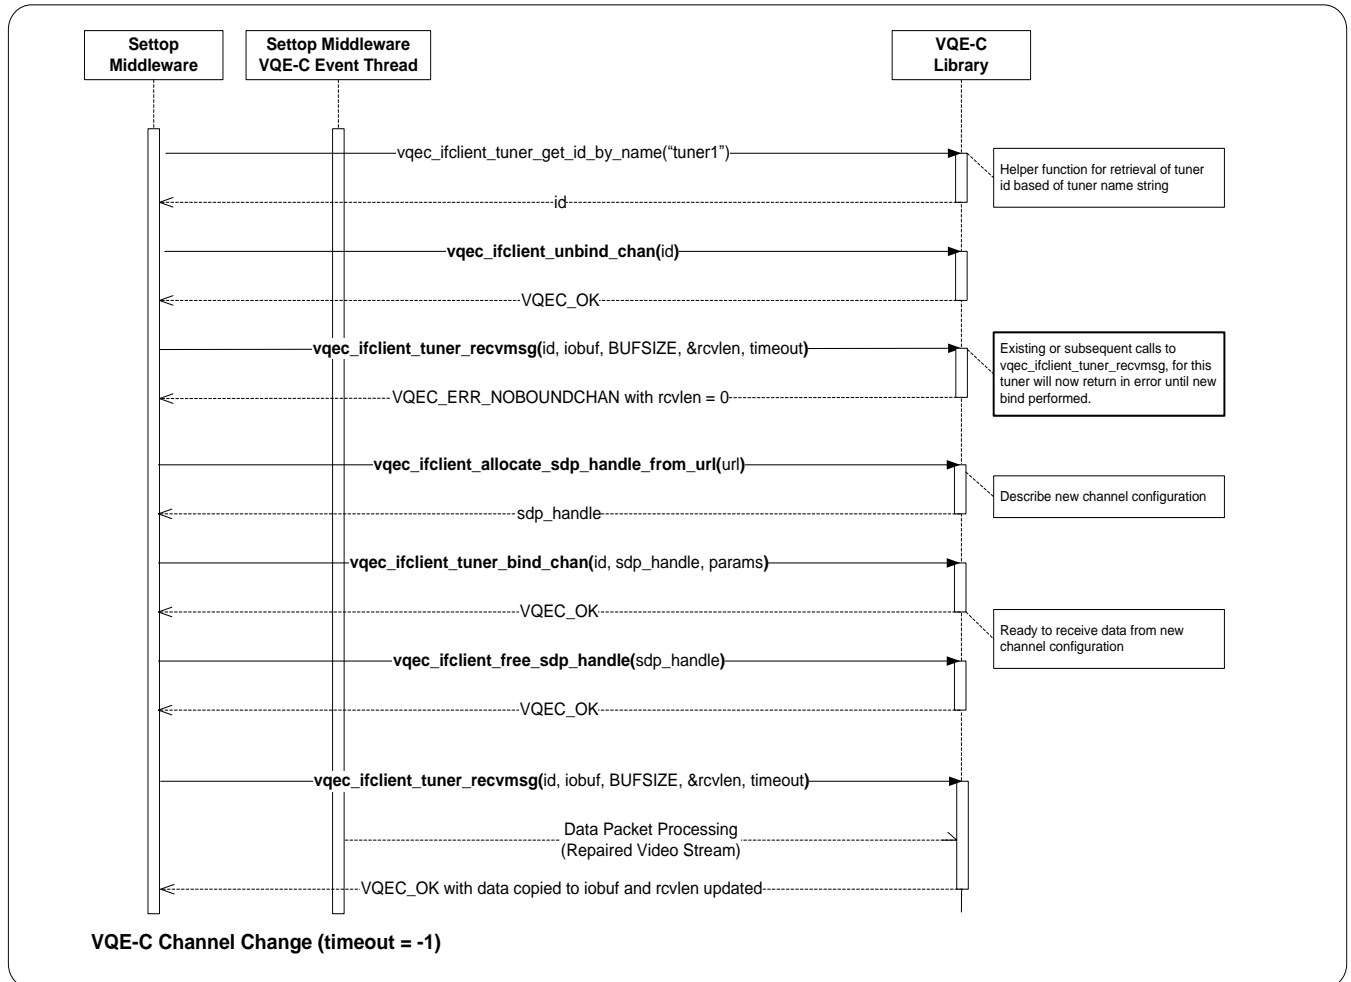 Settop
Middleware
Settop Middleware
VQE-C Event Thread
VQE-C
Library
vqec_ifclient_tuner_get_id_by_name(“tuner1”)
Helper function for retrieval of tuner
id based of tuner name string
id
vqec_ifclient_unbind_chan(id)
VQEC_OK
vqec_ifclient_tuner_recvmsg(id, iobuf, BUFSIZE, &rcvlen, timeout)
Existing or subsequent calls to
vqec_ifclient_tuner_recvmsg, for this
tuner will now return in error until new
bind performed.
VQEC_ERR_NOBOUNDCHAN with rcvlen = 0
vqec_ifclient_allocate_sdp_handle_from_url(url)
Describe new channel configuration
sdp_handle
vqec_ifclient_tuner_bind_chan(id, sdp_handle, params)
VQEC_OK
Ready to receive data from new
channel configuration
vqec_ifclient_free_sdp_handle(sdp_handle)
VQEC_OK
vqec_ifclient_tuner_recvmsg(id, iobuf, BUFSIZE, &rcvlen, timeout)
Data Packet Processing
(Repaired Video Stream)
VQEC_OK with data copied to iobuf and rcvlen updated
VQE-C Channel Change (timeout = -1)